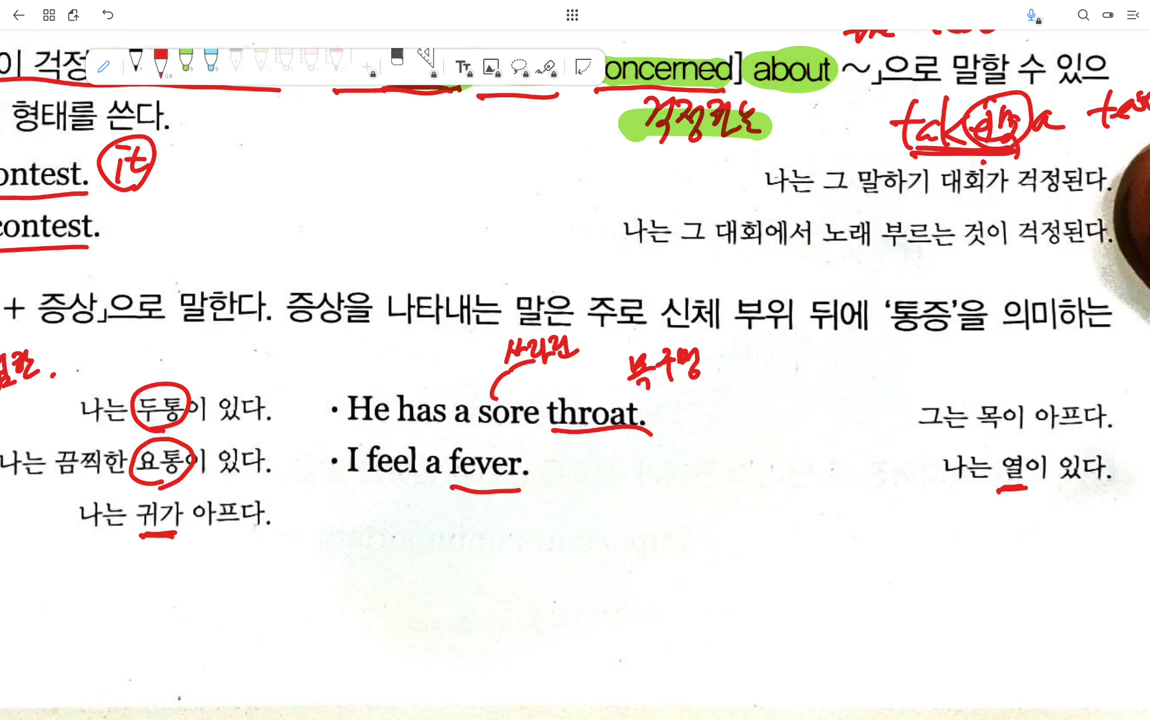 이 걱정
oncerned] about ~」으로 말할 수 있으
걱정하는
taking a
형태를 쓴다.
ontest. it
나는 그 말하기 대회가 걱정된다.
contest.
나는 그 대회에서 노래 부르는 것이 걱정된다.
+ 증상」으로 말한다. 증상을 나타내는 말은 주로 신체 부위 뒤에 ‘통증’을 의미하는
목구멍
나는 두통이 있다.
· He has a sore throat.
그는 목이 아프다.
나는 끔찍한 요통이 있다.
· I feel a fever.
나는 열이 있다.
나는 귀가 아프다.